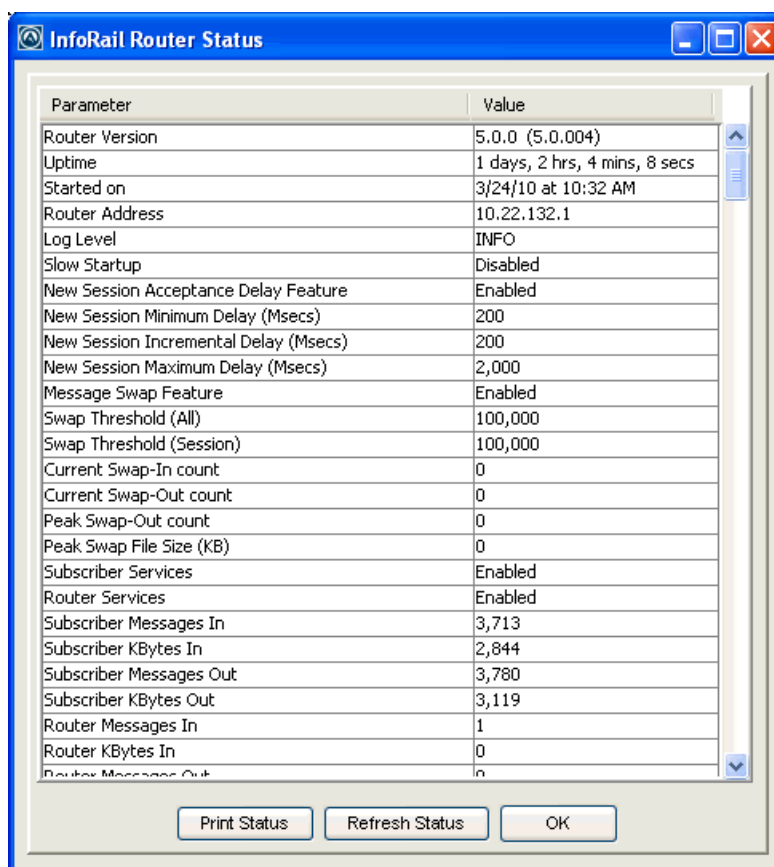 InfoRail Router Status
Parameter Value
Router Version 5.0.0 (5.0.004)
Uptime 1 days, 2 hrs, 4 mins, 8 secs
Started on 3/24/10 at 10:32 AM
Router Address 10.22.132.1
Log Level INFO
Slow Startup Disabled
New Session Acceptance Delay Feature Enabled
New Session Minimum Delay (Msecs) 200
New Session Incremental Delay (Msecs) 200
New Session Maximum Delay (Msecs) 2,000
Message Swap Feature Enabled
Swap Threshold (All) 100,000
Swap Threshold (Session) 100,000
Current Swap-In count 0
Current Swap-Out count 0
Peak Swap-Out count 0
Peak Swap File Size (KB) 0
Subscriber Services Enabled
Router Services Enabled
Subscriber Messages In 3,713
Subscriber KBytes In 2,844
Subscriber Messages Out 3,780
Subscriber KBytes Out 3,119
Router Messages In 1
Router KBytes In 0
Router Messages Out 0
Print Status Refresh Status OK